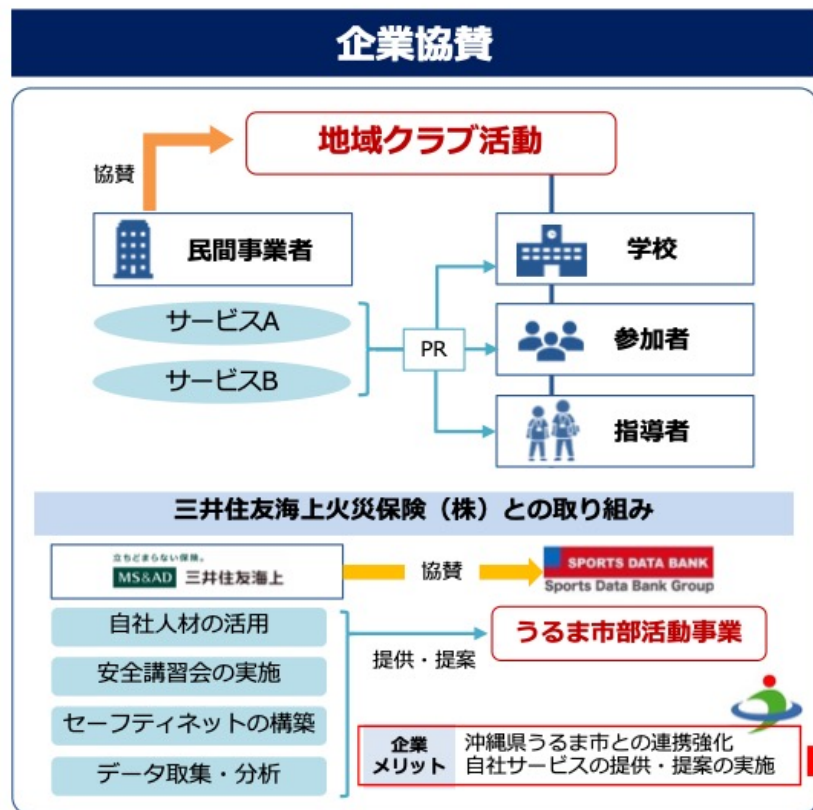 企業協賛
地域クラブ活動
協賛
民間事業者
サービスA
サービスB
PR
学校
参加者
指導者
三井住友海上火災保険（株）との取り組み
立ちどまらない保険。
MS&AD 三井住友海上
協賛
SPORTS DATA BANK
Sports Data Bank Group
自社人材の活用
安全講習会の実施
セーフティネットの構築
データ取集・分析
提供・提案
うるま市部活動事業
企業
メリット
沖縄県うるま市との連携強化
自社サービスの提供・提案の実施